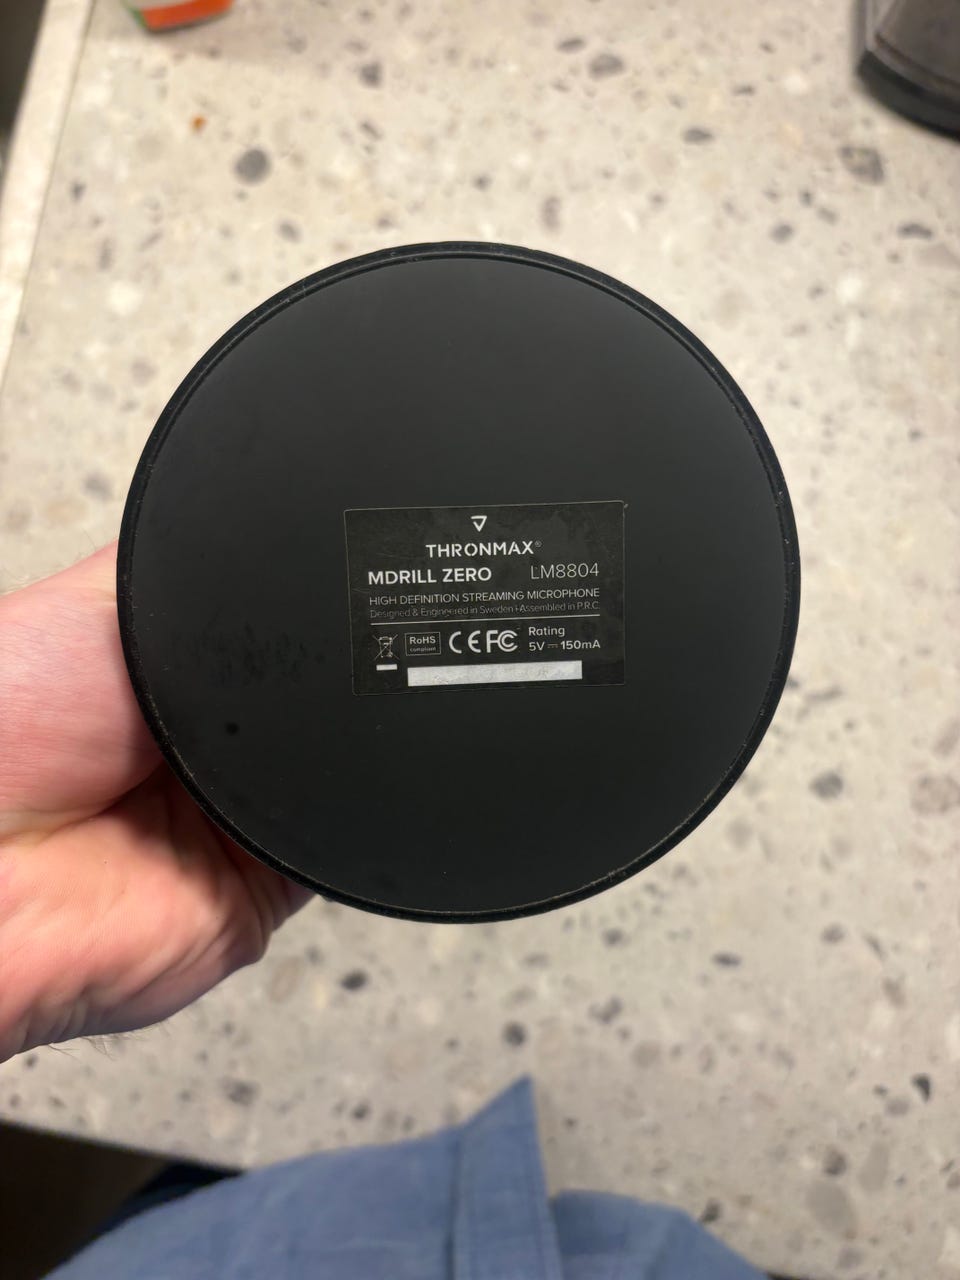 THRONMAX®
MDRILL ZERO LM8804
HIGH DEFINITION STREAMING MICROPHONE
Designed & Engineered in Sweden I Assembled in P.R.C.
RoHS
compliant
CE FC
Rating
5V ⎓ 150mA